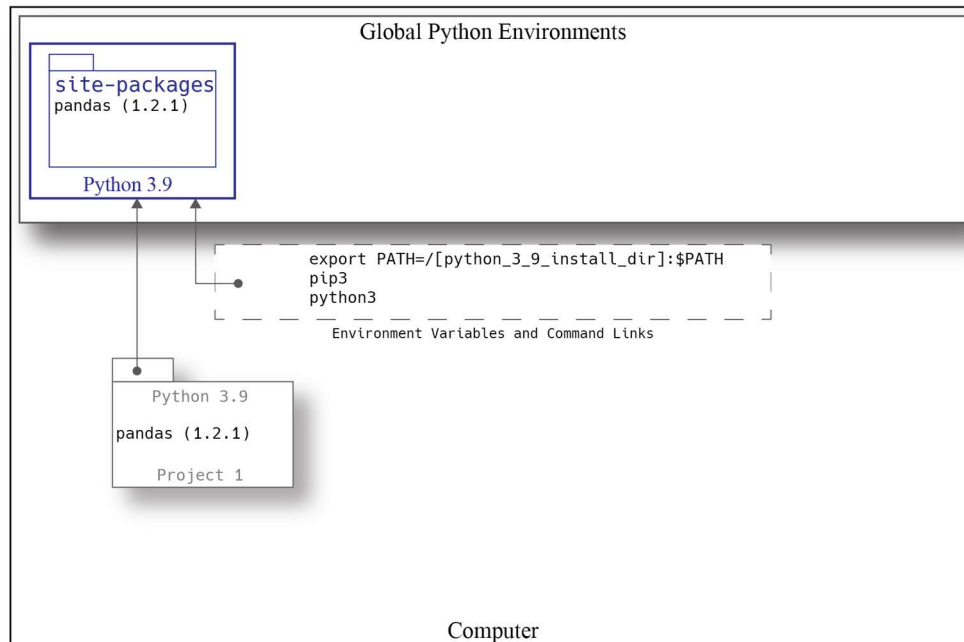 Global Python Environments
site-packages
pandas (1.2.1)
Python 3.9
export PATH=/[python_3_9_install_dir]:$PATH
pip3
python3
Environment Variables and Command Links
Python 3.9
pandas (1.2.1)
Project 1
Computer